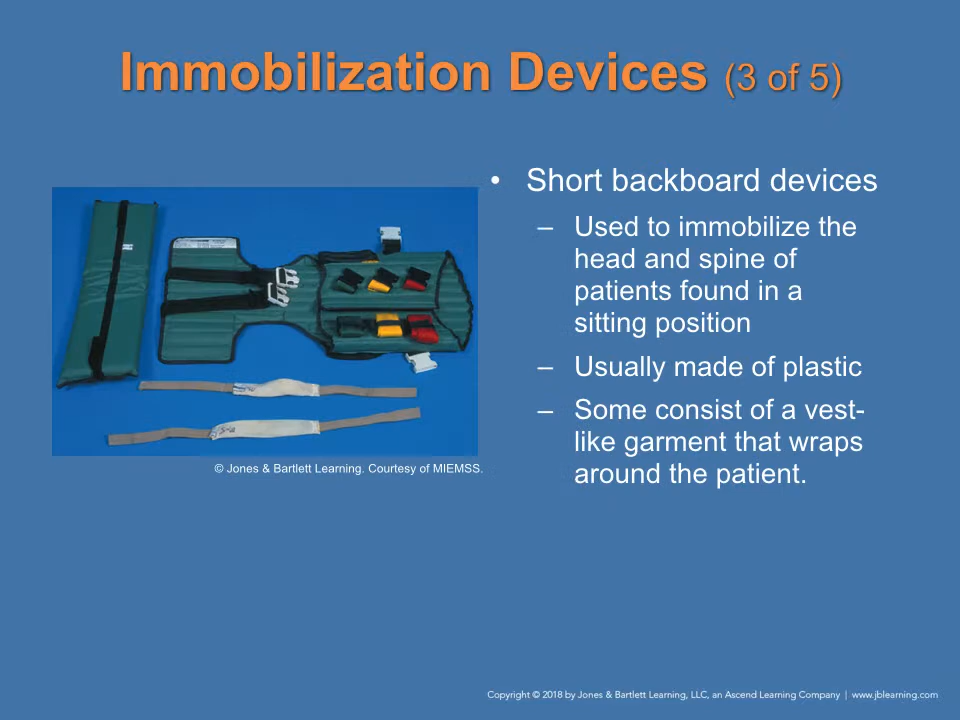 Immobilization Devices (3 of 5)
• Short backboard devices
– Used to immobilize the
head and spine of
patients found in a
sitting position
– Usually made of plastic
– Some consist of a vest-
like garment that wraps
around the patient.
© Jones & Bartlett Learning. Courtesy of MIEMSS.
Copyright © 2018 by Jones & Bartlett Learning, LLC, an Ascend Learning Company | www.jblearning.com